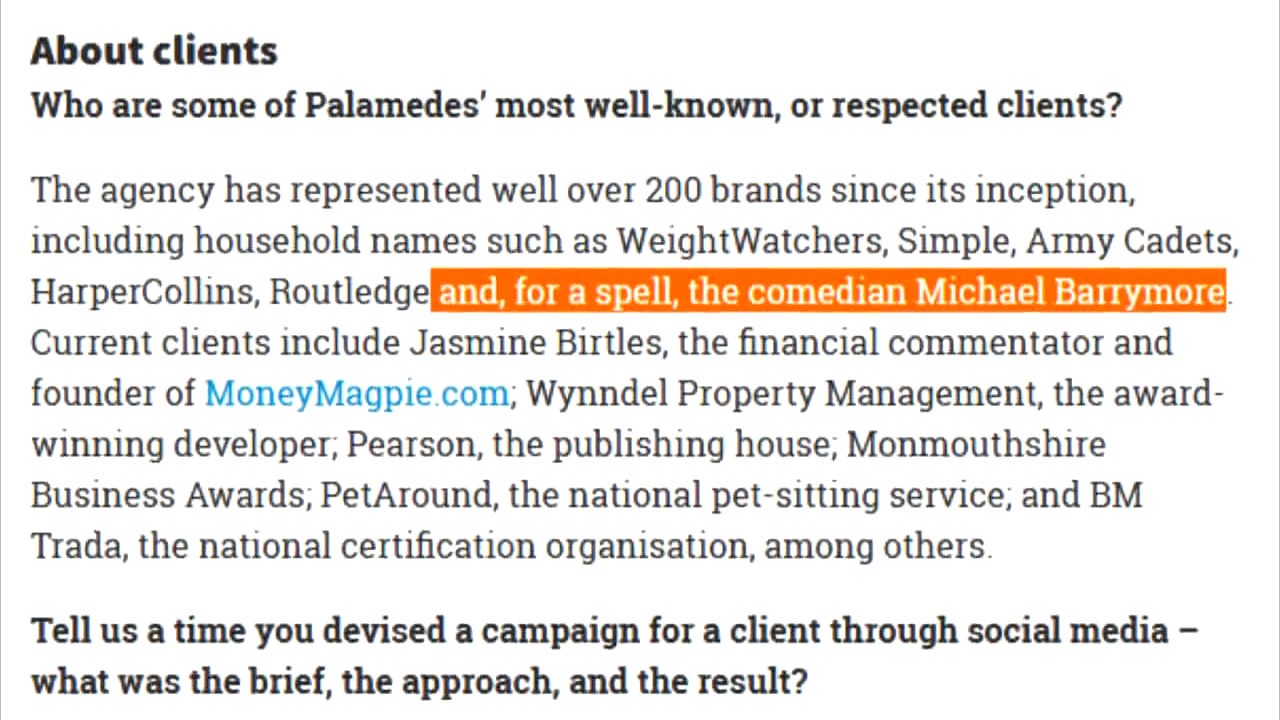 About clients
Who are some of Palamedes’ most well-known, or respected clients?
The agency has represented well over 200 brands since its inception,
including household names such as WeightWatchers, Simple, Army Cadets,
HarperCollins, Routledge and, for a spell, the comedian Michael Barrymore.
Current clients include Jasmine Birtles, the financial commentator and
founder of MoneyMagpie.com; Wynndel Property Management, the award-
winning developer; Pearson, the publishing house; Monmouthshire
Business Awards; PetAround, the national pet-sitting service; and BM
Trada, the national certification organisation, among others.
Tell us a time you devised a campaign for a client through social media –
what was the brief, the approach, and the result?